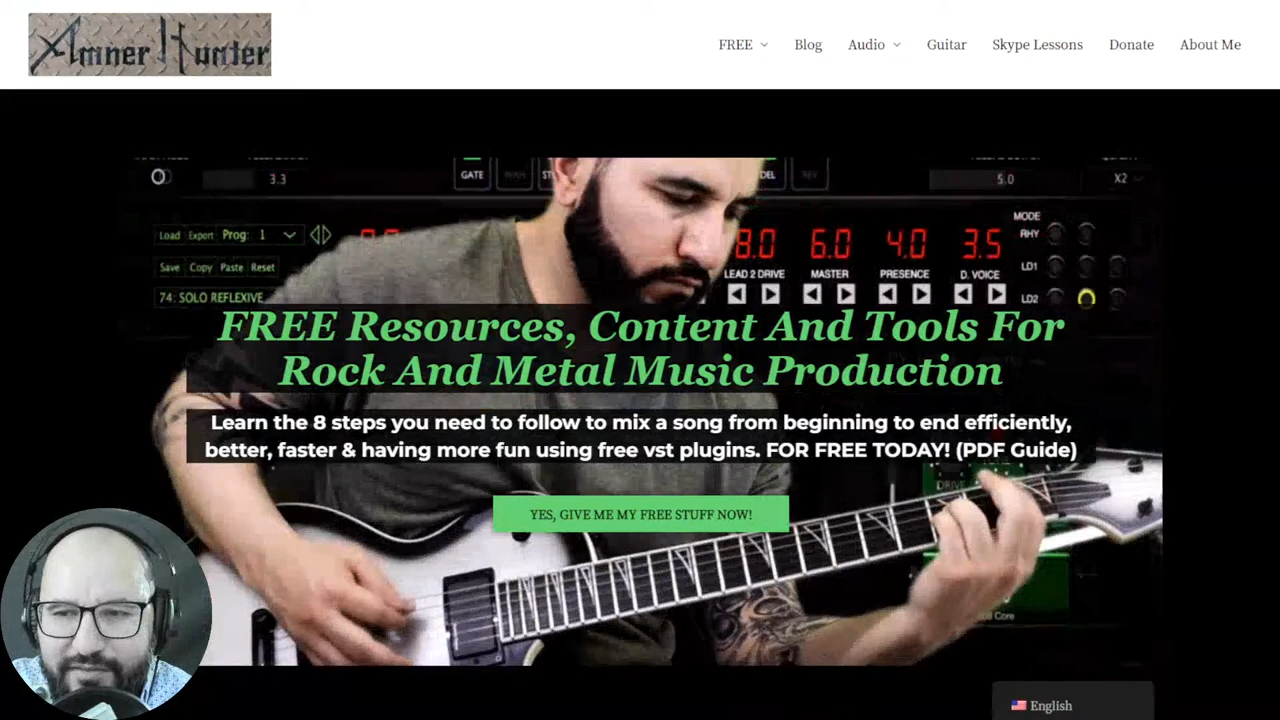 Amner Hunter
FREE Blog Audio Guitar Skype Lessons Donate About Me
GATE
DEL
3.3
5.0
X2
Load Export Prog: 1
Save Copy Paste Reset
74: SOLO REFLEXIVE
8.0 6.0 4.0 3.5
LEAD 2 DRIVE MASTER PRESENCE D. VOICE
MODE
RHY
LD1
LD2
FREE Resources, Content And Tools For
Rock And Metal Music Production
Learn the 8 steps you need to follow to mix a song from beginning to end efficiently,
better, faster & having more fun using free vst plugins. FOR FREE TODAY! (PDF Guide)
DRIVE
YES, GIVE ME MY FREE STUFF NOW!
Core
English